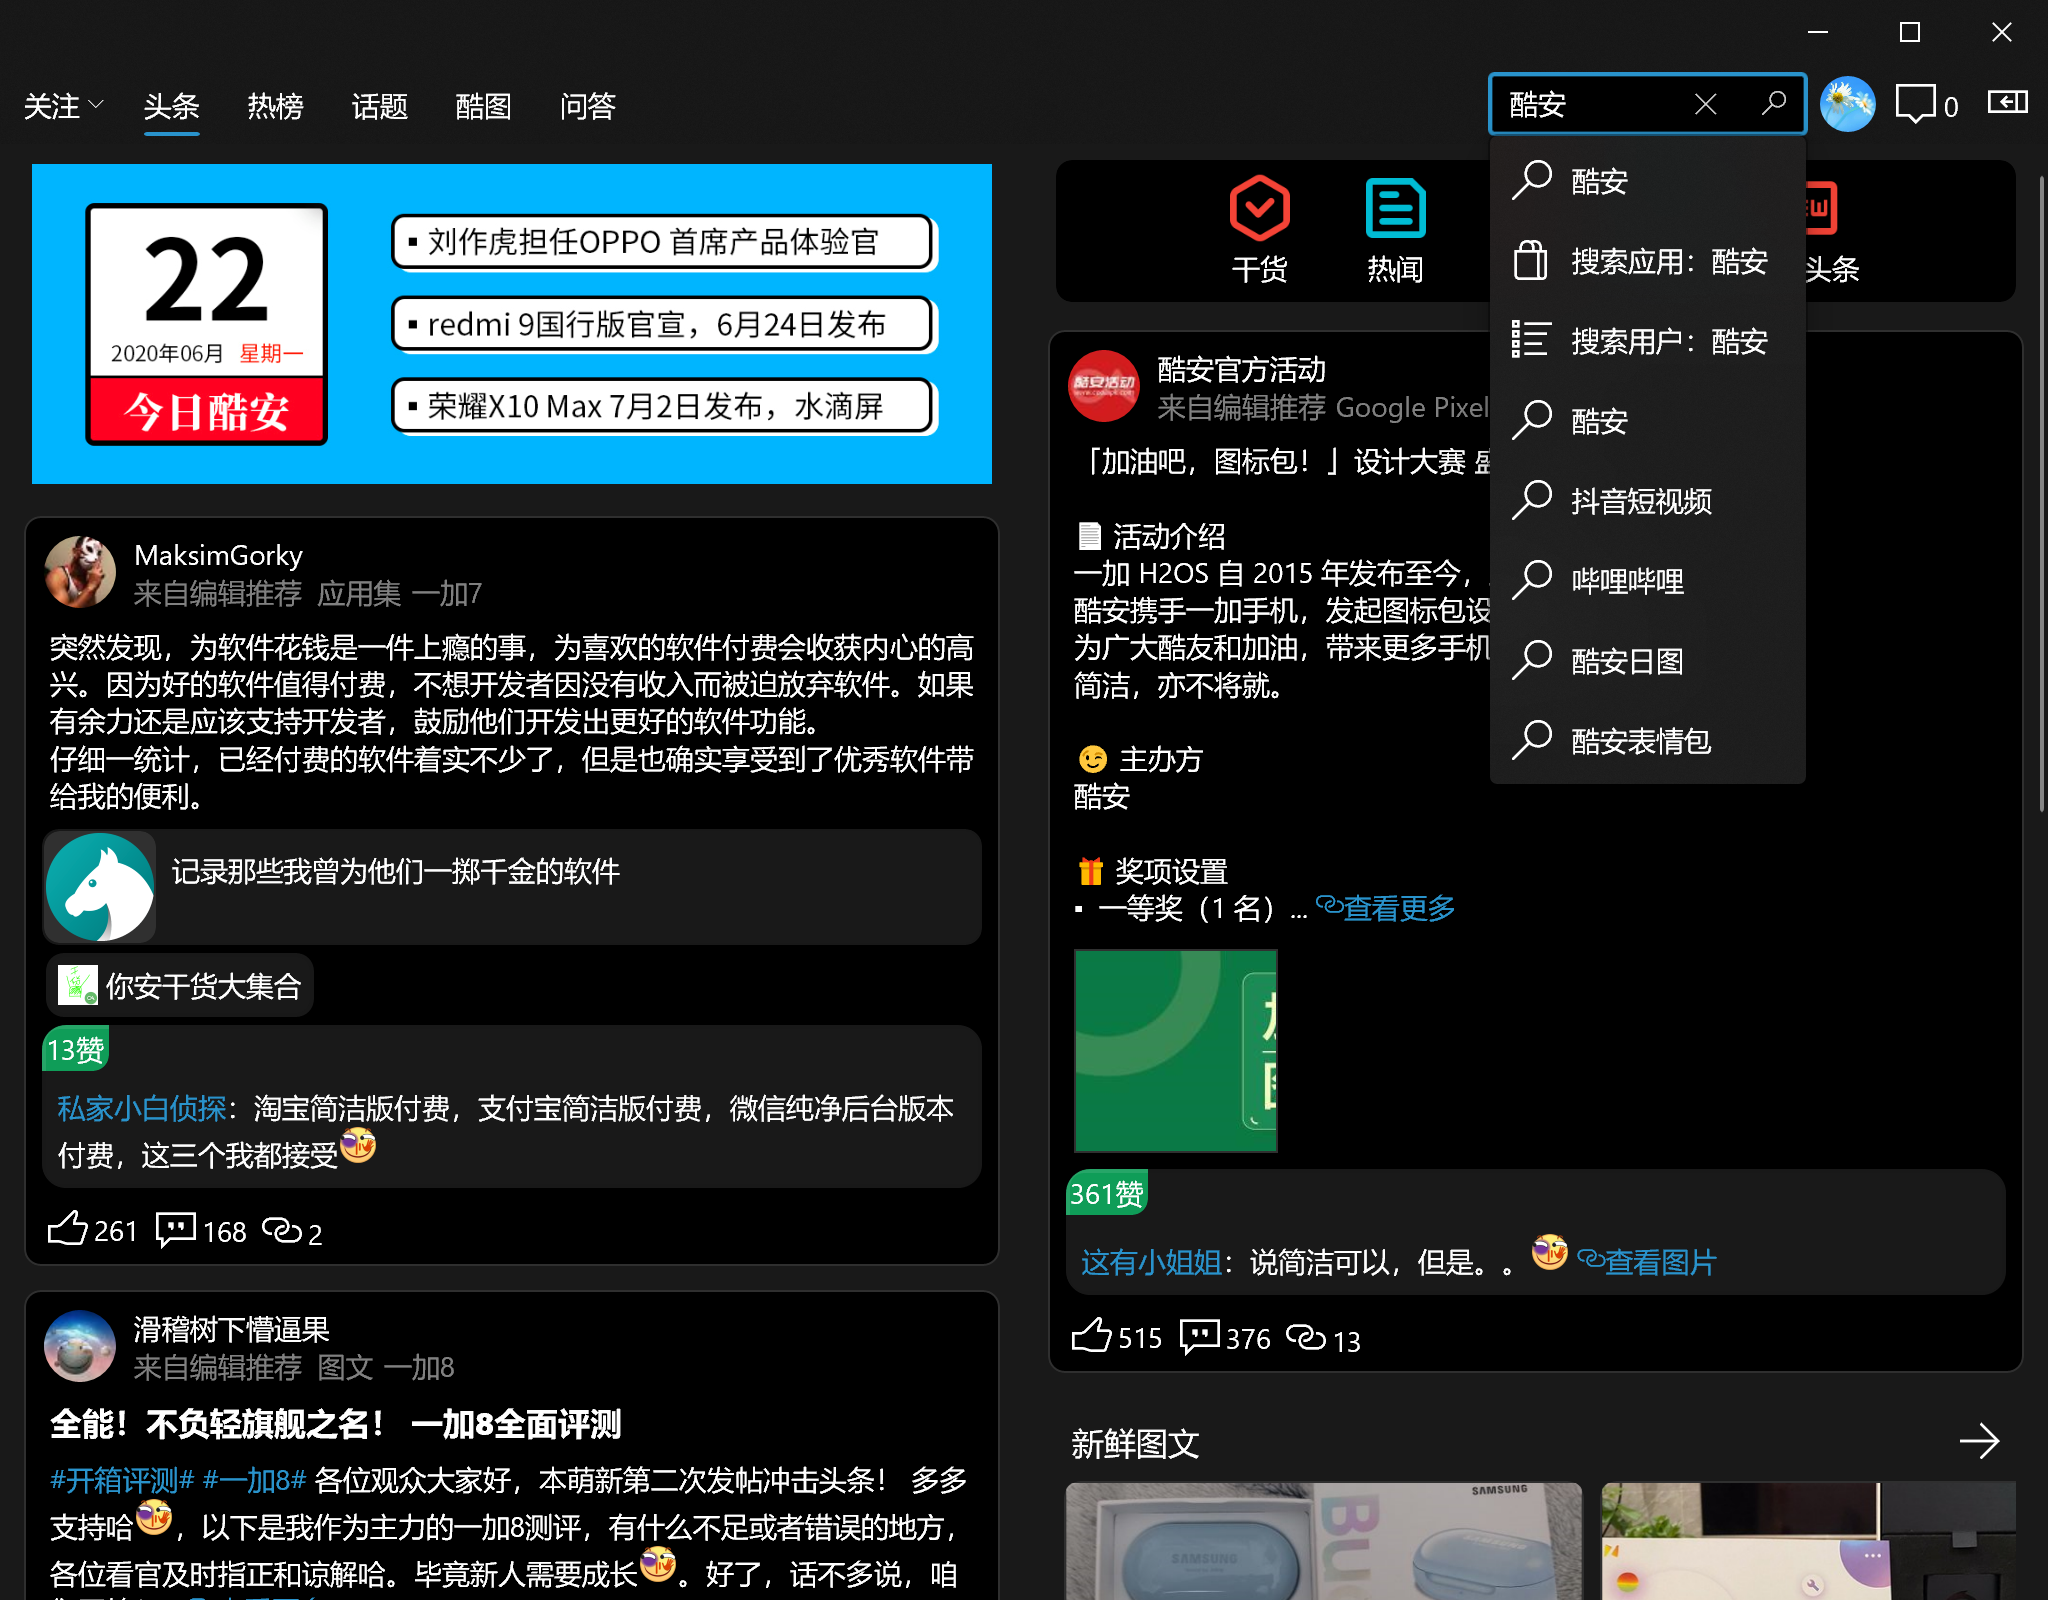 关注
头条
热榜
话题
酷图
问答
酷安
0
22
2020年06月 星期一
今日酷安
▪ 刘作虎担任OPPO 首席产品体验官
▪ redmi 9国行版官宣，6月24日发布
▪ 荣耀X10 Max 7月2日发布，水滴屏
MaksimGorky
来自编辑推荐 应用集 一加7
突然发现，为软件花钱是一件上瘾的事，为喜欢的软件付费会收获内心的高
兴。因为好的软件值得付费，不想开发者因没有收入而被迫放弃软件。如果
有余力还是应该支持开发者，鼓励他们开发出更好的软件功能。
仔细一统计，已经付费的软件着实不少了，但是也确实享受到了优秀软件带
给我的便利。
记录那些我曾为他们一掷千金的软件
你安干货大集合
13赞
私家小白侦探：淘宝简洁版付费，支付宝简洁版付费，微信纯净后台版本
付费，这三个我都接受
261
168
2
滑稽树下懵逼果
来自编辑推荐 图文 一加8
全能！不负轻旗舰之名！ 一加8全面评测
#开箱评测# #一加8# 各位观众大家好，本萌新第二次发帖冲击头条！ 多多
支持哈，以下是我作为主力的一加8测评，有什么不足或者错误的地方，
各位看官及时指正和谅解哈。毕竟新人需要成长。好了，话不多说，咱
干货
热闻
头条
酷安
搜索应用：酷安
搜索用户：酷安
酷安
抖音短视频
哔哩哔哩
酷安日图
酷安表情包
酷安活动
酷安官方活动
来自编辑推荐 Google Pixel
「加油吧，图标包！」设计大赛
活动介绍
一加 H2OS 自 2015 年发布至今，
酷安携手一加手机，发起图标包设
为广大酷友和加油，带来更多手机
简洁，亦不将就。
主办方
酷安
奖项设置
▪ 一等奖（1 名）... 查看更多
361赞
这有小姐姐：说简洁可以，但是。。查看图片
515
376
13
新鲜图文
SAMSUNG
SAMSUNG